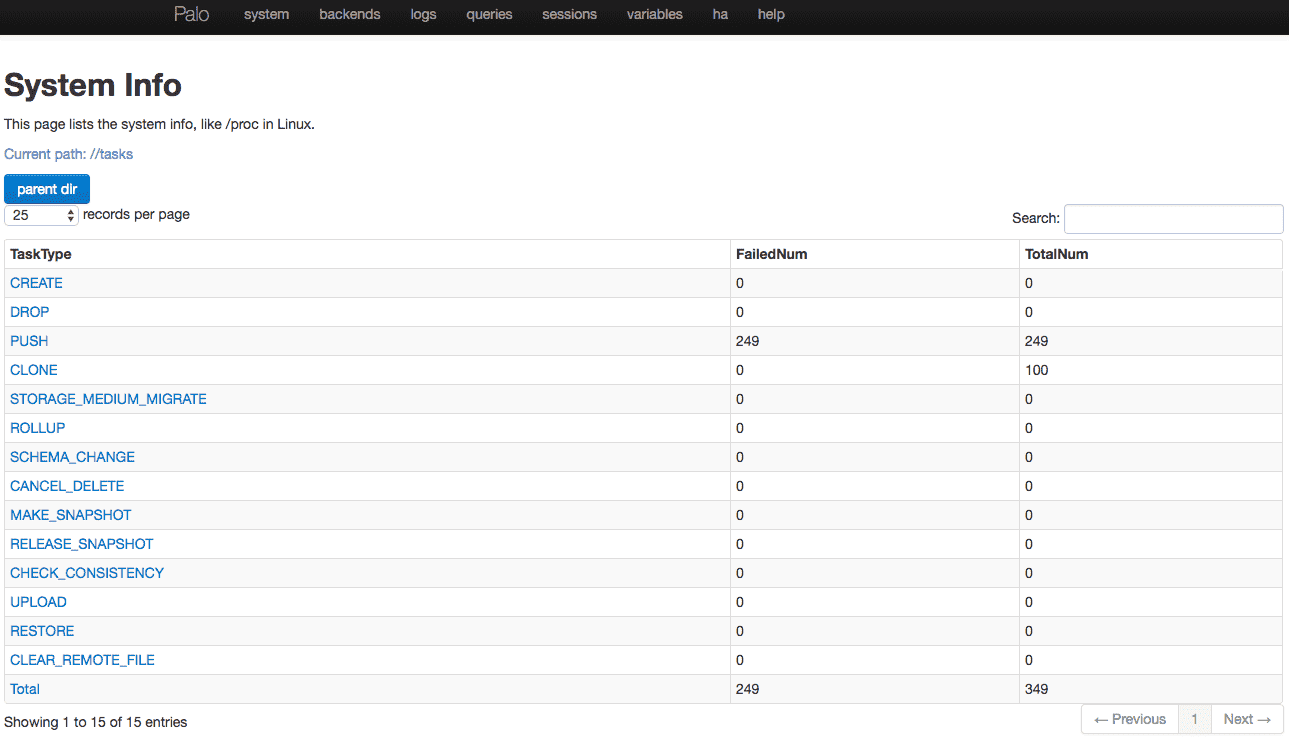 Palo system backends logs queries sessions variables ha help
System Info
This page lists the system info, like /proc in Linux.
Current path: //tasks
parent dir
25 records per page
Search:
TaskType FailedNum TotalNum
CREATE 0 0
DROP 0 0
PUSH 249 249
CLONE 0 100
STORAGE_MEDIUM_MIGRATE 0 0
ROLLUP 0 0
SCHEMA_CHANGE 0 0
CANCEL_DELETE 0 0
MAKE_SNAPSHOT 0 0
RELEASE_SNAPSHOT 0 0
CHECK_CONSISTENCY 0 0
UPLOAD 0 0
RESTORE 0 0
CLEAR_REMOTE_FILE 0 0
Total 249 349
Showing 1 to 15 of 15 entries
← Previous 1 Next →